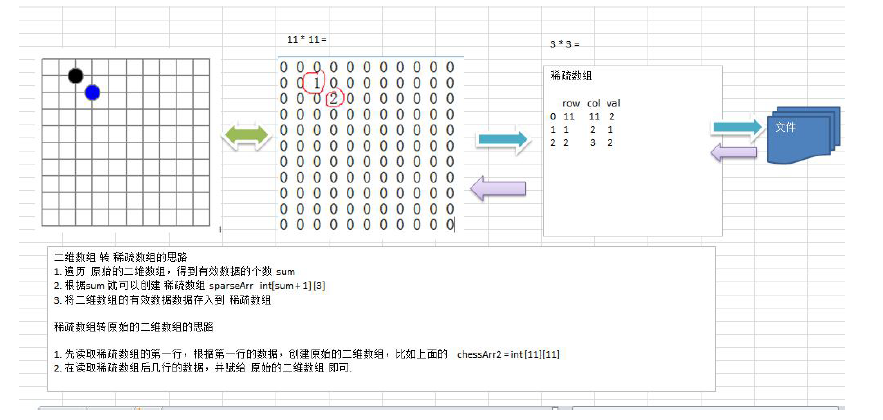 11 * 11 =
3 * 3 =
0 0 0 0 0 0 0 0 0 0 0
0 0 1 0 0 0 0 0 0 0 0
0 0 0 2 0 0 0 0 0 0 0
0 0 0 0 0 0 0 0 0 0 0
0 0 0 0 0 0 0 0 0 0 0
0 0 0 0 0 0 0 0 0 0 0
0 0 0 0 0 0 0 0 0 0 0
0 0 0 0 0 0 0 0 0 0 0
0 0 0 0 0 0 0 0 0 0 0
0 0 0 0 0 0 0 0 0 0 0
0 0 0 0 0 0 0 0 0 0 0
稀疏数组
row col val
0 11 11 2
1 1 2 1
2 2 3 2
文件
二维数组 转 稀疏数组的思路
1. 遍历 原始的二维数组，得到有效数据的个数 sum
2. 根据sum 就可以创建 稀疏数组 sparseArr int[sum + 1] [3]
3. 将二维数组的有效数据数据存入到 稀疏数组
稀疏数组转原始的二维数组的思路
1. 先读取稀疏数组的第一行，根据第一行的数据，创建原始的二维数组，比如上面的 chessArr2 = int [11][11]
2. 在读取稀疏数组后几行的数据，并赋给 原始的二维数组 即可.